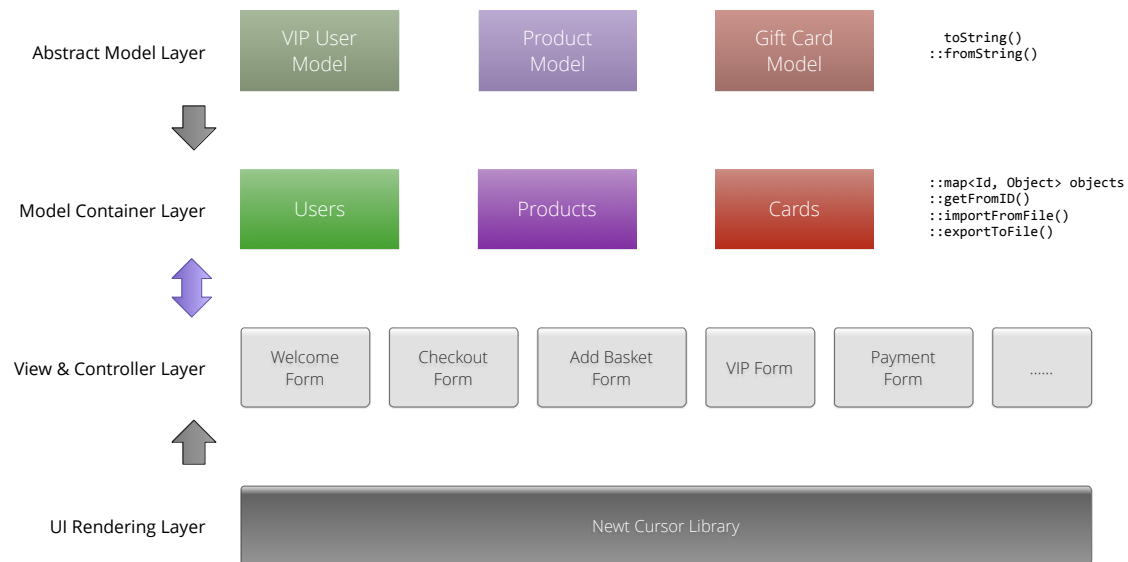 Abstract Model Layer
VIP User
Model
Product
Model
Gift Card
Model
toString()
::fromString()
Model Container Layer
Users
Products
Cards
::map<Id, Object> objects
::getFromID()
::importFromFile()
::exportToFile()
View & Controller Layer
Welcome
Form
Checkout
Form
Add Basket
Form
VIP Form
Payment
Form
......
UI Rendering Layer
Newt Cursor Library